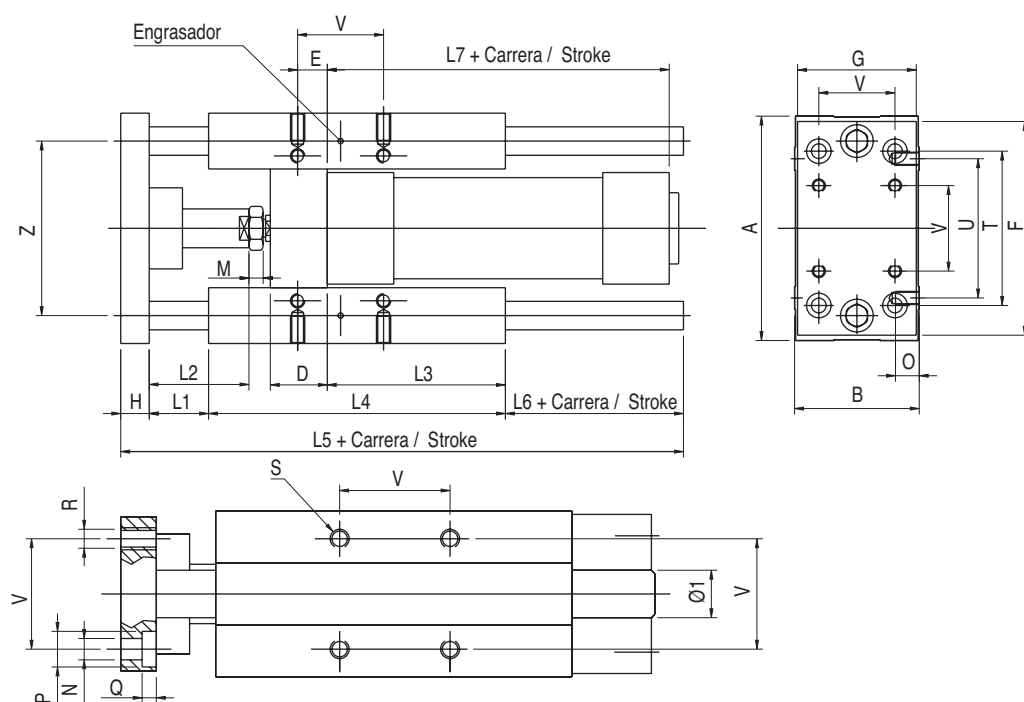 Engrasador
V
E
L7 + Carrera / Stroke
Z
M
L2
D
L3
H
L1
L4
L6 + Carrera / Stroke
L5 + Carrera / Stroke
G
V
A
V
U
T
F
O
B
S
V
R
V
Ø1
V
P
N
Q